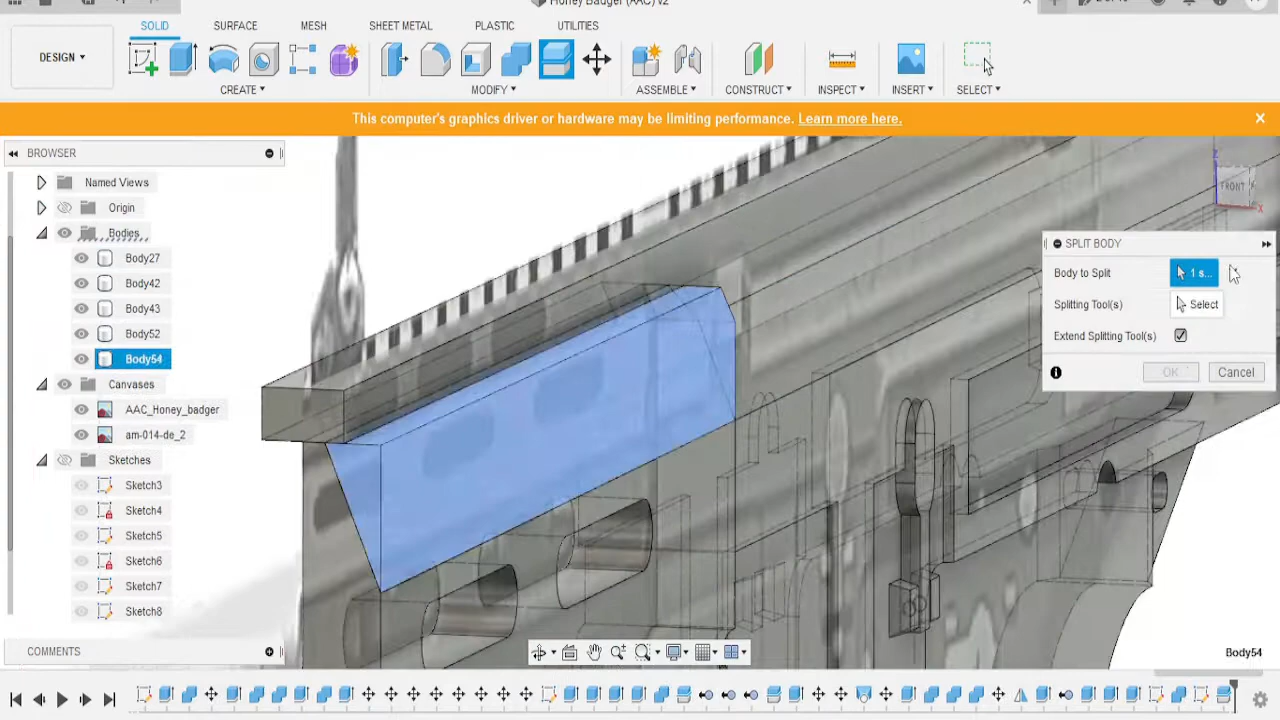 Honey Badger (AAC) v2
SOLID
SURFACE
MESH
SHEET METAL
PLASTIC
UTILITIES
DESIGN
CREATE
MODIFY
ASSEMBLE
CONSTRUCT
INSPECT
INSERT
SELECT
This computer's graphics driver or hardware may be limiting performance. Learn more here.
BROWSER
Named Views
Origin
Bodies
Body27
Body42
Body43
Body52
Body54
Canvases
AAC_Honey_badger
am-014-de_2
Sketches
Sketch3
Sketch4
Sketch5
Sketch6
Sketch7
Sketch8
COMMENTS
Z
FRONT
X
SPLIT BODY
Body to Split
1 s...
Splitting Tool(s)
Select
Extend Splitting Tool(s)
OK
Cancel
Body54